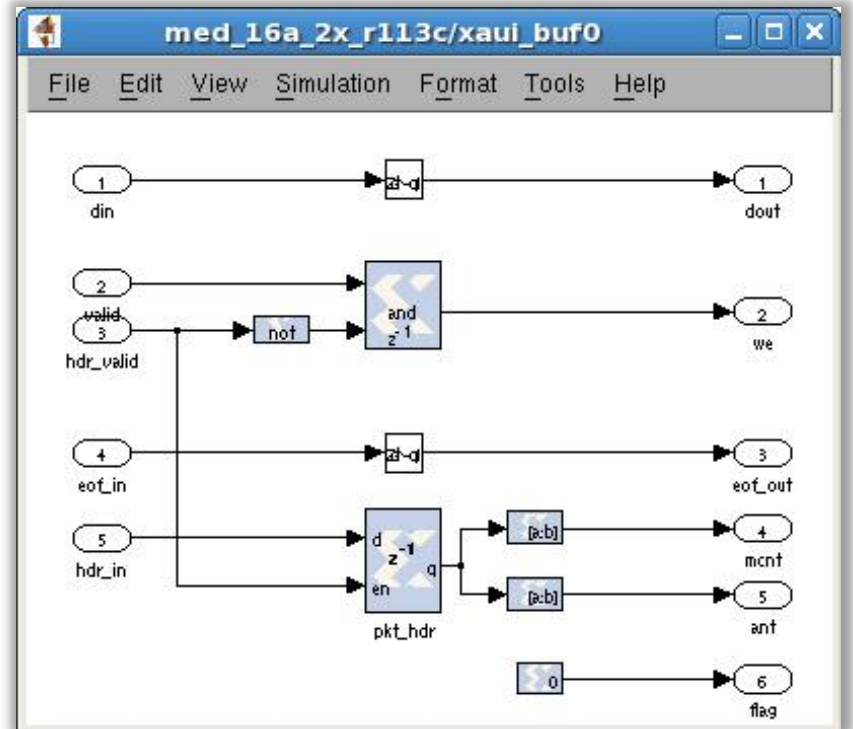 med_16a_2x_r113c/xaui_buf0
File Edit View Simulation Format Tools Help
1
din
1
dout
2
valid
and
z-1
3
hdr_valid
not
2
we
4
eof_in
3
eof_out
5
hdr_in
d
z-1
q
en
pkt_hdr
[a:b]
4
mcnt
[a:b]
5
ant
0
6
flag